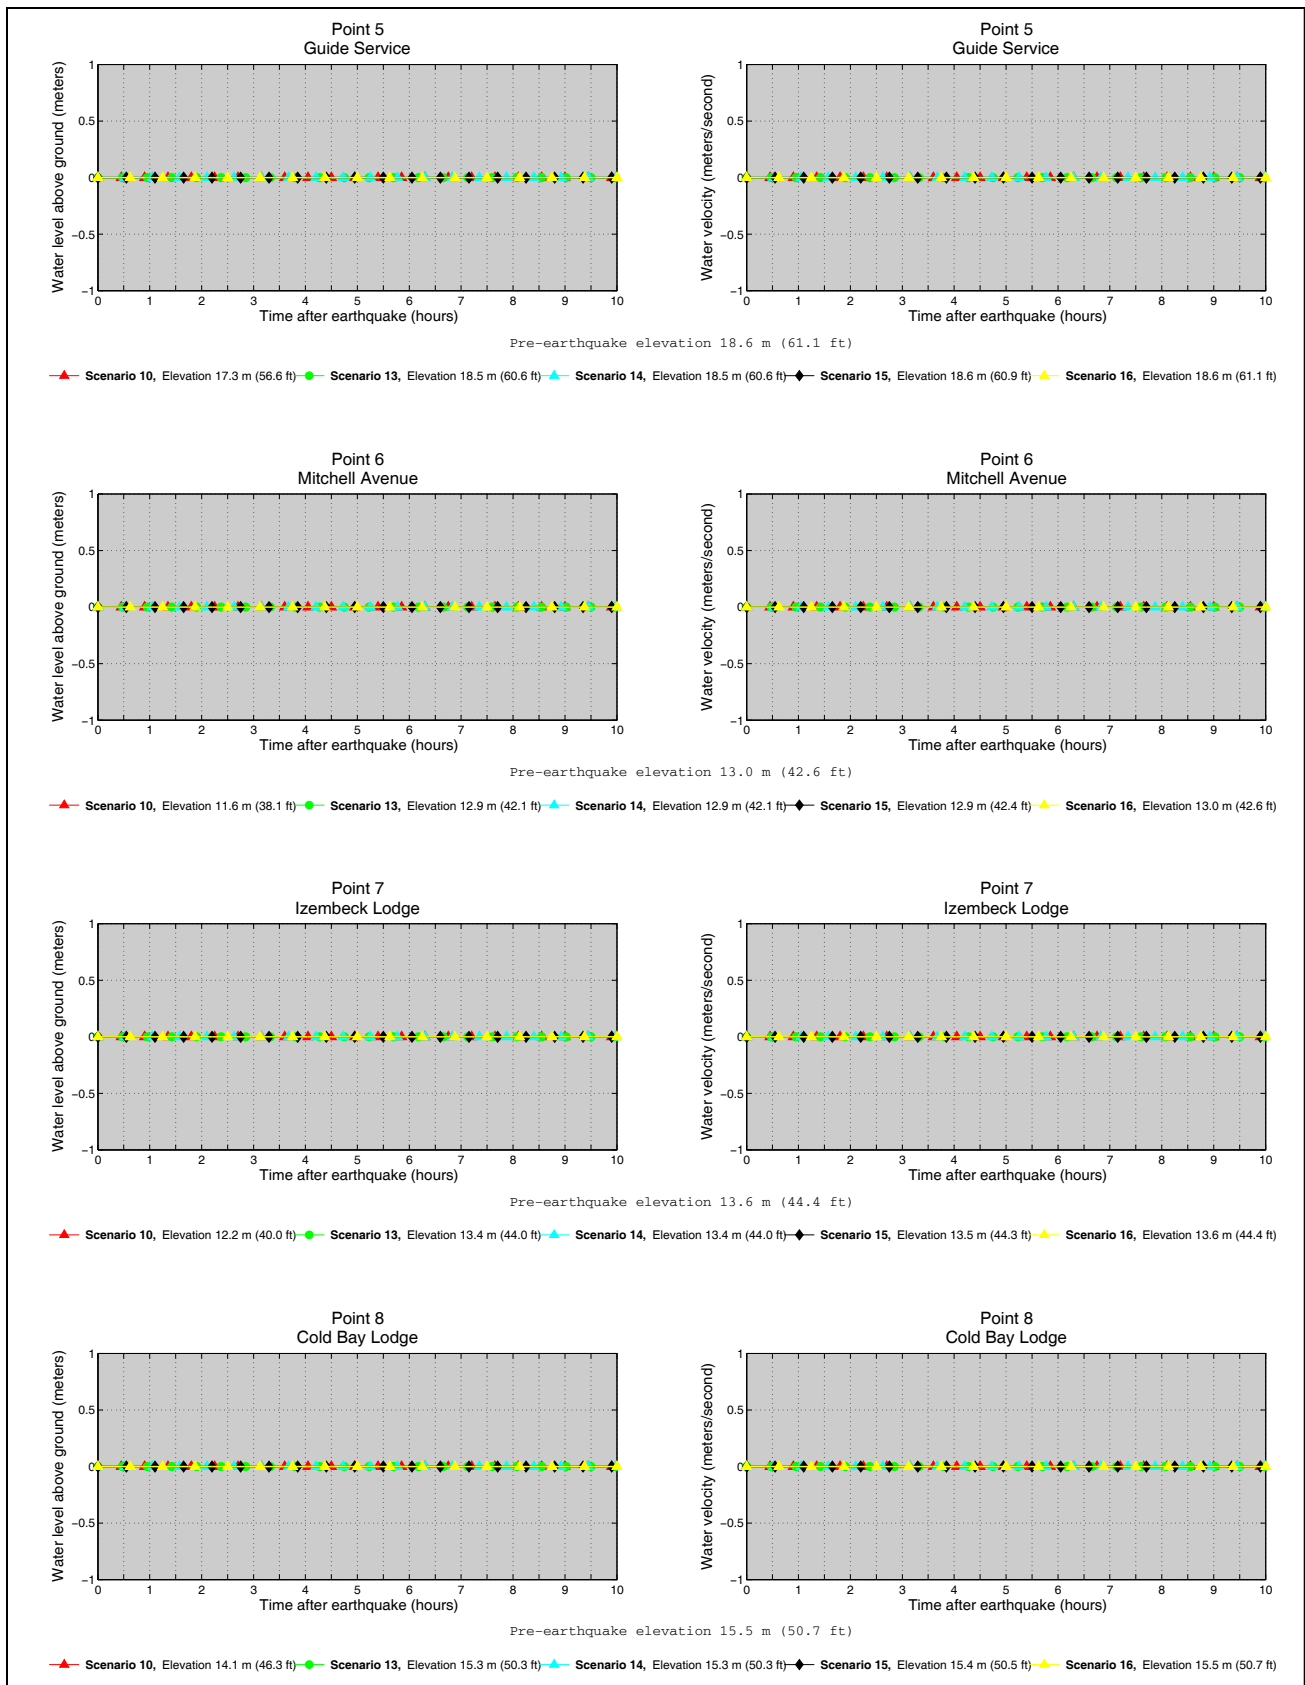 Point 5
Guide Service
Water level above ground (meters)
1
0.5
0
−0.5
−1
0 1 2 3 4 5 6 7 8 9 10
Time after earthquake (hours)
Point 5
Guide Service
Water velocity (meters/second)
1
0.5
0
−0.5
−1
0 1 2 3 4 5 6 7 8 9 10
Time after earthquake (hours)
Pre-earthquake elevation 18.6 m (61.1 ft)
Scenario 10, Elevation 17.3 m (56.6 ft) Scenario 13, Elevation 18.5 m (60.6 ft) Scenario 14, Elevation 18.5 m (60.6 ft) Scenario 15, Elevation 18.6 m (60.9 ft) Scenario 16, Elevation 18.6 m (61.1 ft)
Point 6
Mitchell Avenue
Water level above ground (meters)
1
0.5
0
−0.5
−1
0 1 2 3 4 5 6 7 8 9 10
Time after earthquake (hours)
Point 6
Mitchell Avenue
Water velocity (meters/second)
1
0.5
0
−0.5
−1
0 1 2 3 4 5 6 7 8 9 10
Time after earthquake (hours)
Pre-earthquake elevation 13.0 m (42.6 ft)
Scenario 10, Elevation 11.6 m (38.1 ft) Scenario 13, Elevation 12.9 m (42.1 ft) Scenario 14, Elevation 12.9 m (42.1 ft) Scenario 15, Elevation 12.9 m (42.4 ft) Scenario 16, Elevation 13.0 m (42.6 ft)
Point 7
Izembeck Lodge
Water level above ground (meters)
1
0.5
0
−0.5
−1
0 1 2 3 4 5 6 7 8 9 10
Time after earthquake (hours)
Point 7
Izembeck Lodge
Water velocity (meters/second)
1
0.5
0
−0.5
−1
0 1 2 3 4 5 6 7 8 9 10
Time after earthquake (hours)
Pre-earthquake elevation 13.6 m (44.4 ft)
Scenario 10, Elevation 12.2 m (40.0 ft) Scenario 13, Elevation 13.4 m (44.0 ft) Scenario 14, Elevation 13.4 m (44.0 ft) Scenario 15, Elevation 13.5 m (44.3 ft) Scenario 16, Elevation 13.6 m (44.4 ft)
Point 8
Cold Bay Lodge
Water level above ground (meters)
1
0.5
0
−0.5
−1
0 1 2 3 4 5 6 7 8 9 10
Time after earthquake (hours)
Point 8
Cold Bay Lodge
Water velocity (meters/second)
1
0.5
0
−0.5
−1
0 1 2 3 4 5 6 7 8 9 10
Time after earthquake (hours)
Pre-earthquake elevation 15.5 m (50.7 ft)
Scenario 10, Elevation 14.1 m (46.3 ft) Scenario 13, Elevation 15.3 m (50.3 ft) Scenario 14, Elevation 15.3 m (50.3 ft) Scenario 15, Elevation 15.4 m (50.5 ft) Scenario 16, Elevation 15.5 m (50.7 ft)